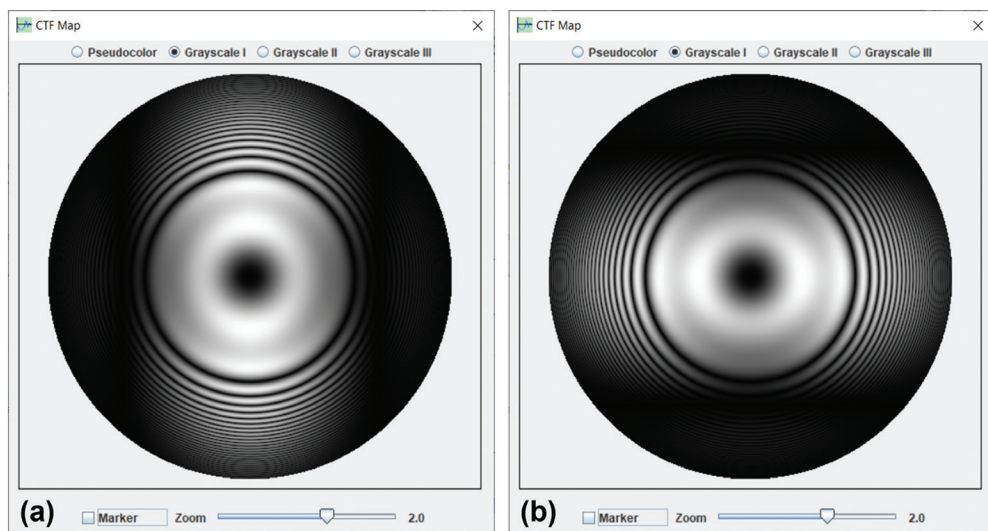 CTF Map
Pseudocolor Grayscale I Grayscale II Grayscale III
(a) Marker Zoom 2.0
CTF Map
Pseudocolor Grayscale I Grayscale II Grayscale III
(b) Marker Zoom 2.0